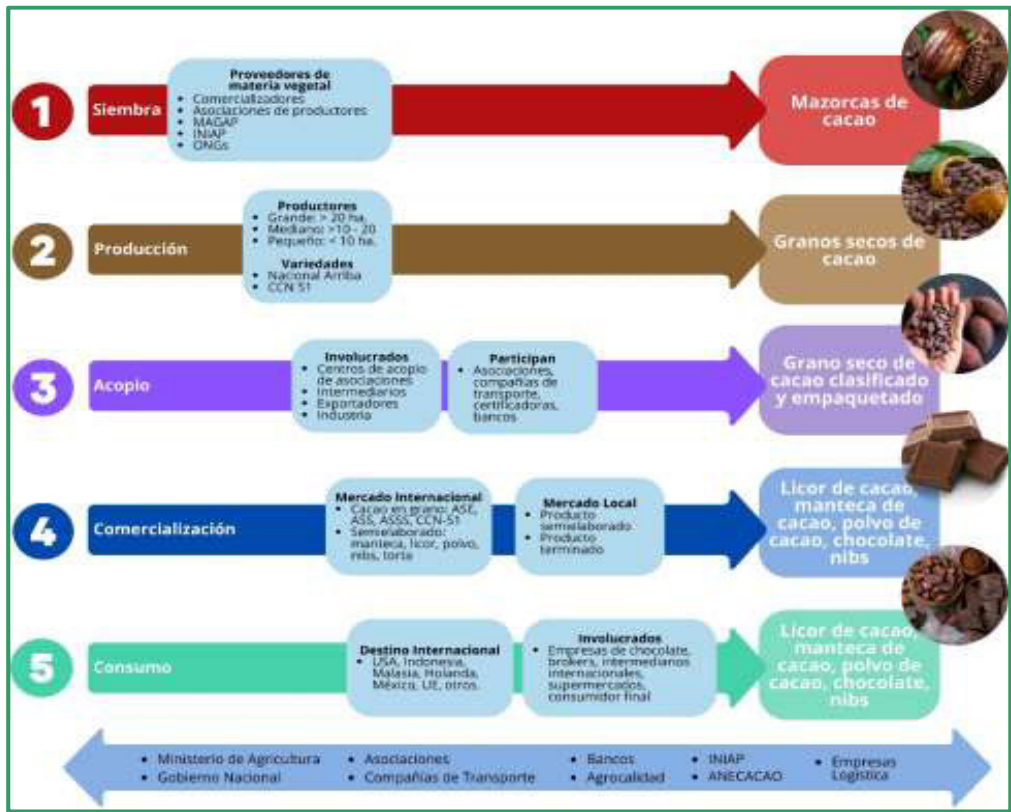 1
Siembra
Proveedores de
materia vegetal
• Comercializadores
• Asociaciones de productores
• MAGAP
• INIAP
• ONGs
Mazorcas de
cacao
2
Producción
Productores
• Grande: > 20 ha,
• Mediano: >10 - 20
• Pequeño: < 10 ha,
Variedades
• Nacional Arriba
• CCN 51
Granos secos de
cacao
3
Acopio
Involucrados
• Centros de acopio
de asociaciones
• Intermediarios
• Exportadores
• Industria
Participan
• Asociaciones,
compañías de
transporte,
certificadoras,
bancos
Grano seco de
cacao clasificado
y empaquetado
4
Comercialización
Mercado Internacional
• Cacao en grano: ASE,
ASS, ASSS, CCN-51
• Semielaborado:
manteca, licor, polvo,
nibs, torta
Mercado Local
• Producto
semielaborado
• Producto
terminado
Licor de cacao,
manteca de
cacao, polvo de
cacao, chocolate,
nibs
5
Consumo
Destino Internacional
• USA, Indonesia,
Malasia, Holanda,
México, UE, otros.
Involucrados
• Empresas de chocolate,
brokers, intermediarios
internacionales,
supermercados,
consumidor final
Licor de cacao,
manteca de
cacao, polvo de
cacao, chocolate,
nibs
• Ministerio de Agricultura
• Gobierno Nacional
• Asociaciones
• Compañías de Transporte
• Bancos
• Agrocalidad
• INIAP
• ANECACAO
• Empresas
Logística